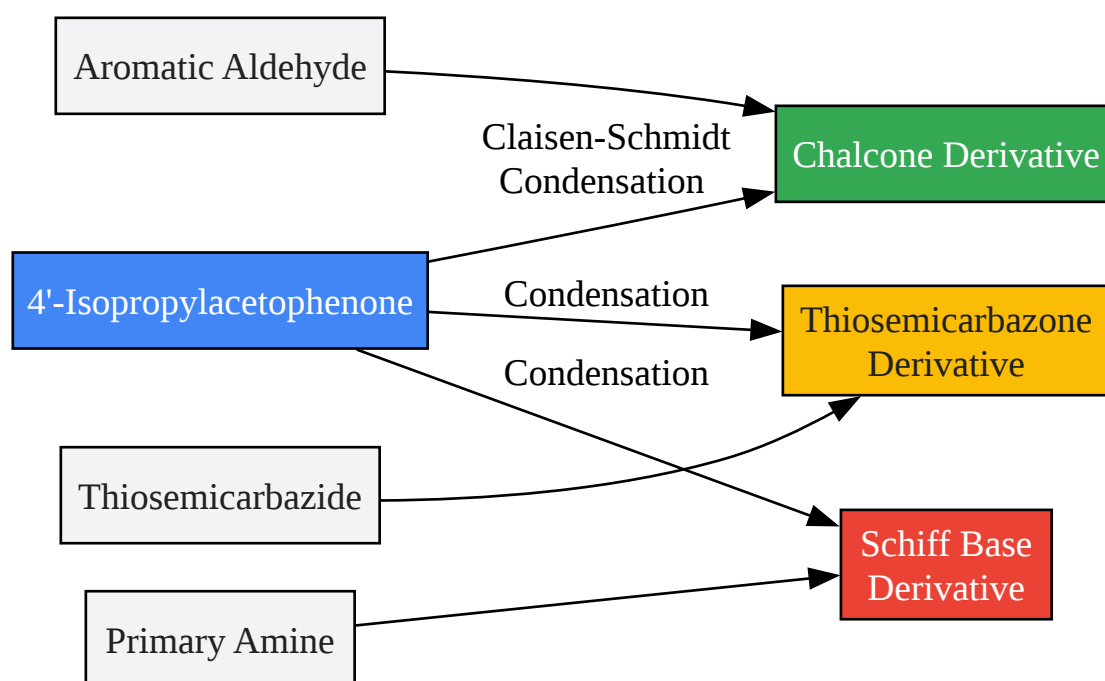 Aromatic Aldehyde
Claisen-Schmidt
Condensation
Chalcone Derivative
4'-Isopropylacetophenone
Condensation
Thiosemicarbazone
Derivative
Condensation
Thiosemicarbazide
Schiff Base
Derivative
Primary Amine